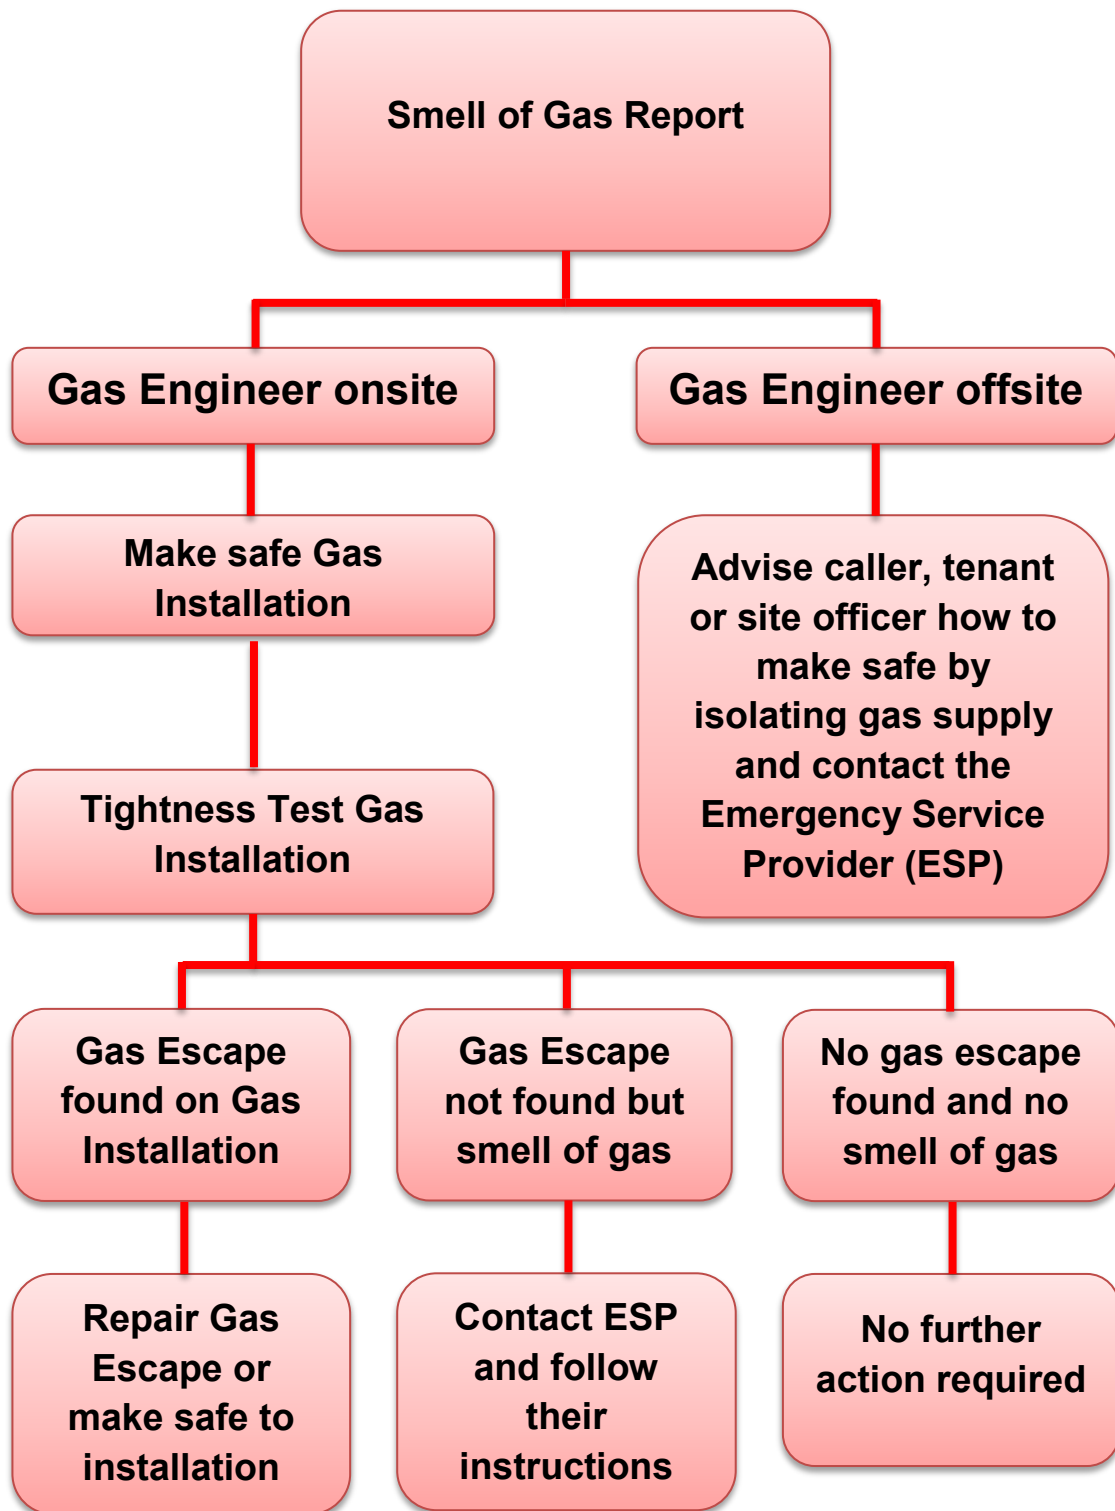 Smell of Gas Report
Gas Engineer onsite
Gas Engineer offsite
Make safe Gas
Installation
Advise caller, tenant
or site officer how to
make safe by
isolating gas supply
and contact the
Emergency Service
Provider (ESP)
Tightness Test Gas
Installation
Gas Escape
found on Gas
Installation
Gas Escape
not found but
smell of gas
No gas escape
found and no
smell of gas
Repair Gas
Escape or
make safe to
installation
Contact ESP
and follow
their
instructions
No further
action required